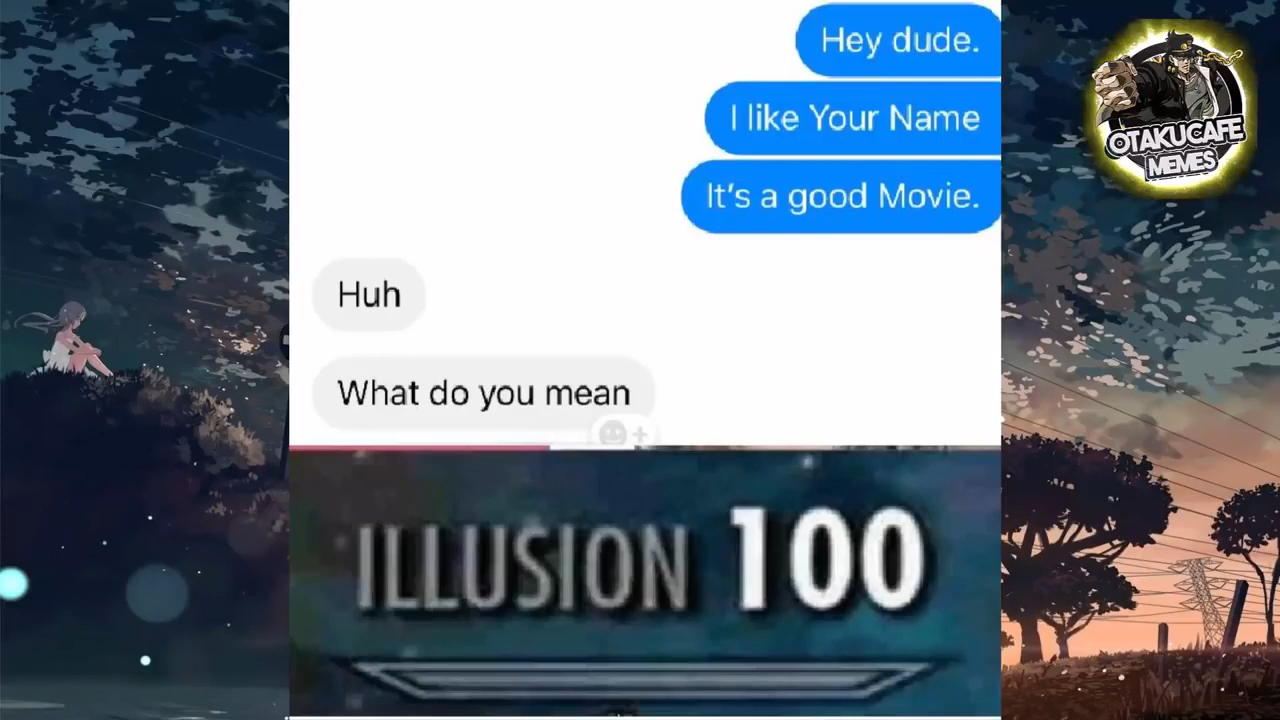 Hey dude.
I like Your Name
It's a good Movie.
Huh
What do you mean
ILLUSION 100
OTAKUCAFE
MEMES